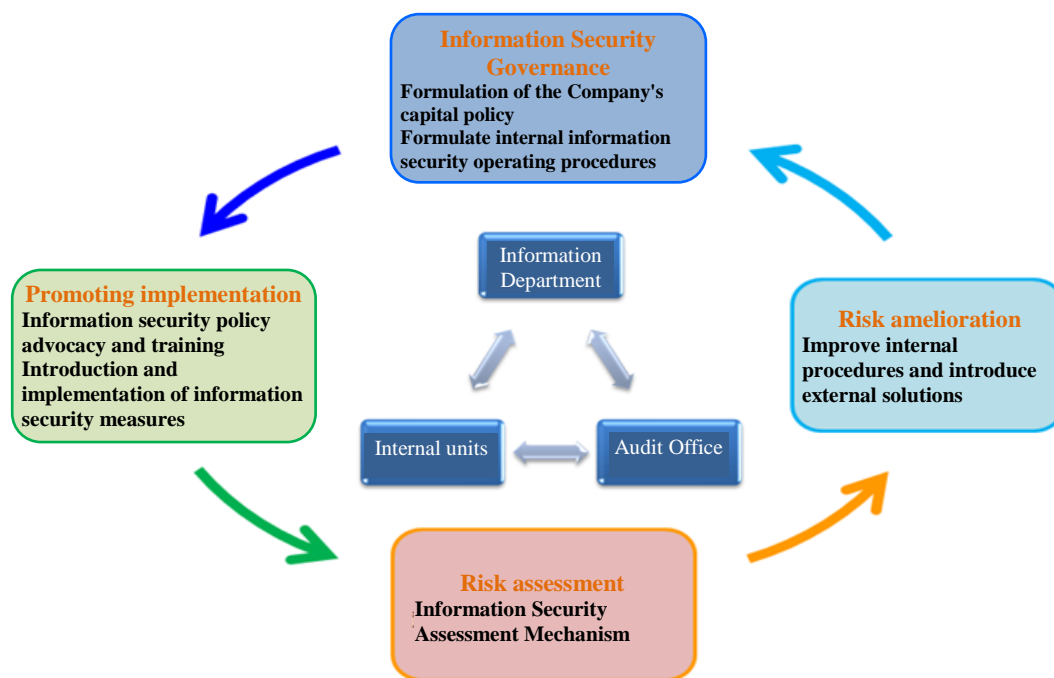 Information Security
Governance
Formulation of the Company's
capital policy
Formulate internal information
security operating procedures
Information
Department
Promoting implementation
Information security policy
advocacy and training
Introduction and
implementation of information
security measures
Risk amelioration
Improve internal
procedures and introduce
external solutions
Internal units
Audit Office
Risk assessment
Information Security
Assessment Mechanism